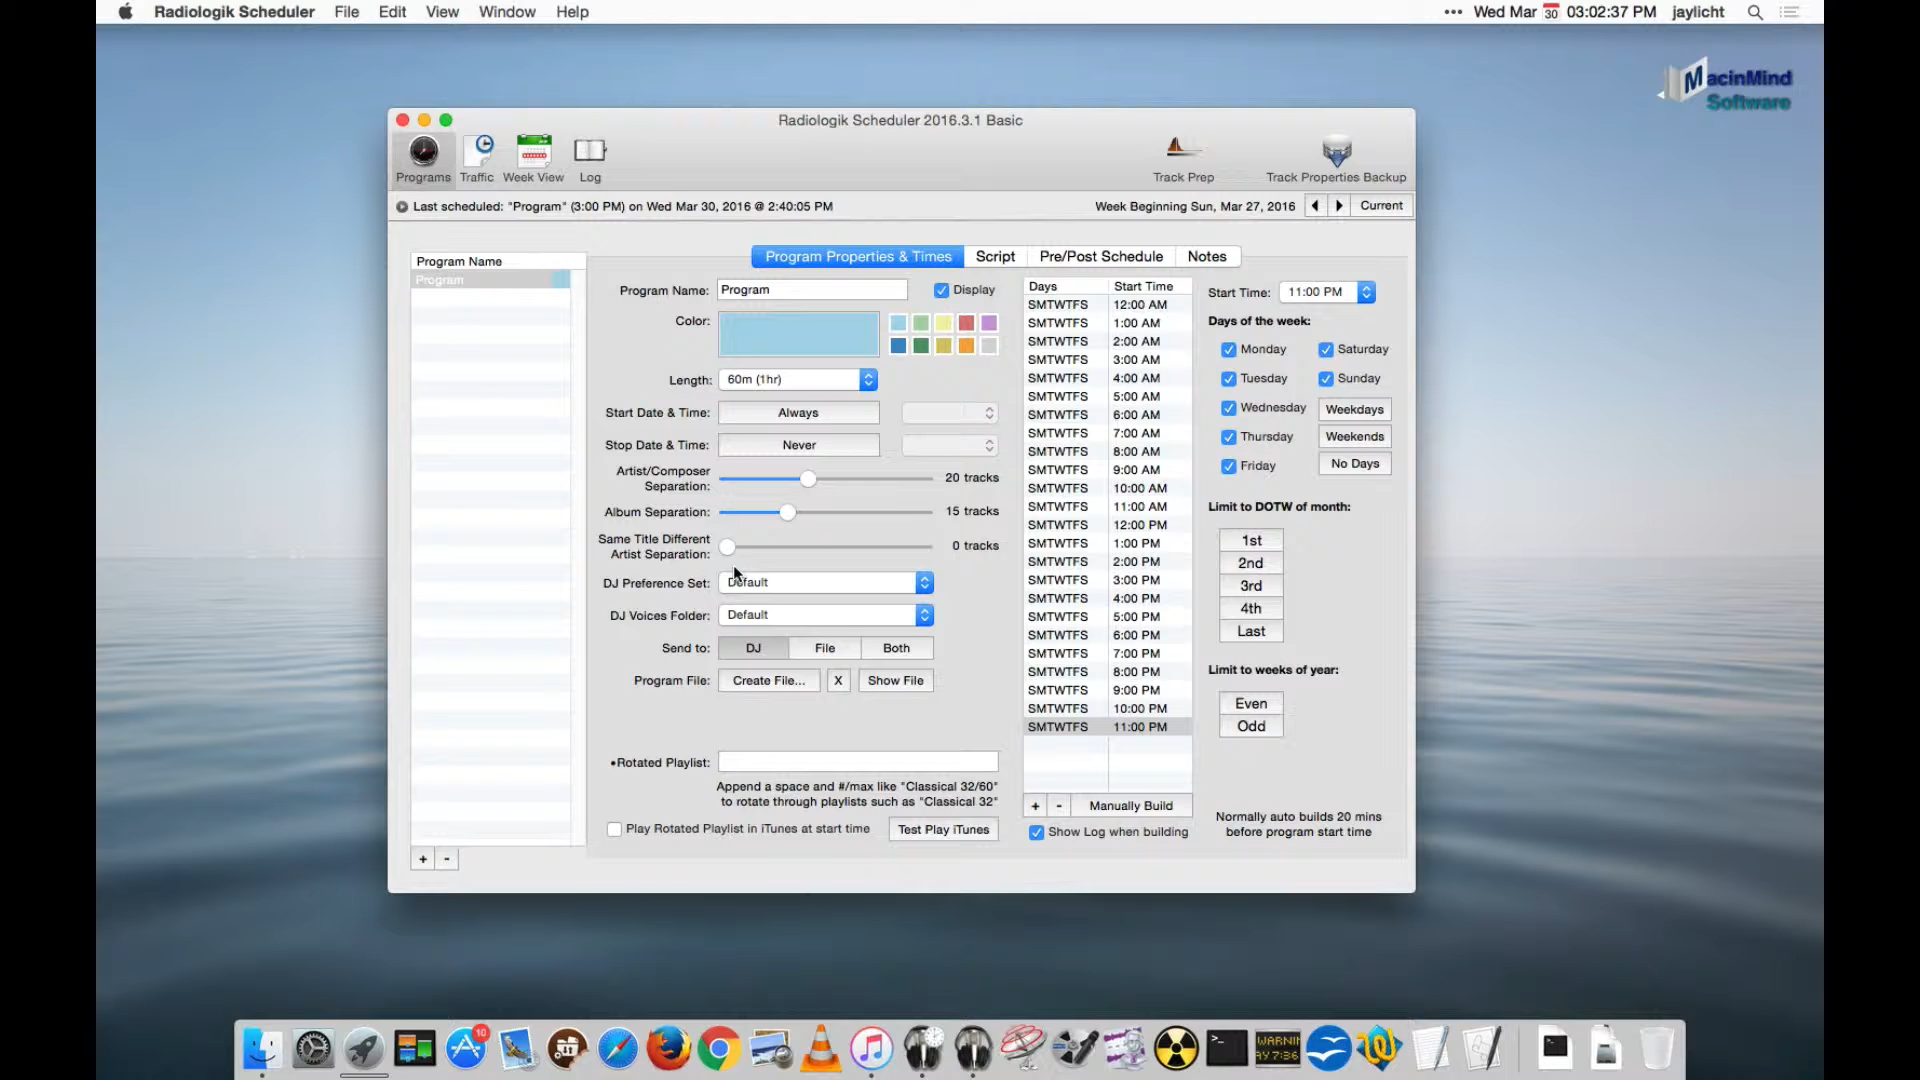 Radiologik Scheduler File Edit View Window Help
••• Wed Mar 30 03:02:37 PM jaylicht
MacinMind
Software
Radiologik Scheduler 2016.3.1 Basic
Programs Traffic Week View Log Track Prep Track Properties Backup
Last scheduled: "Program" (3:00 PM) on Wed Mar 30, 2016 @ 2:40:05 PM
Week Beginning Sun, Mar 27, 2016 Current
Program Name
Program
Program Properties & Times Script Pre/Post Schedule Notes
Program Name: Program Display
Color:
Length: 60m (1hr)
Start Date & Time: Always
Stop Date & Time: Never
Artist/Composer
Separation: 20 tracks
Album Separation: 15 tracks
Same Title Different
Artist Separation: 0 tracks
DJ Preference Set: Default
DJ Voices Folder: Default
Send to: DJ File Both
Program File: Create File... X Show File
•Rotated Playlist:
Append a space and #/max like "Classical 32/60"
to rotate through playlists such as "Classical 32"
Play Rotated Playlist in iTunes at start time Test Play iTunes
+ -
Days Start Time
SMTWTFS 12:00 AM
SMTWTFS 1:00 AM
SMTWTFS 2:00 AM
SMTWTFS 3:00 AM
SMTWTFS 4:00 AM
SMTWTFS 5:00 AM
SMTWTFS 6:00 AM
SMTWTFS 7:00 AM
SMTWTFS 8:00 AM
SMTWTFS 9:00 AM
SMTWTFS 10:00 AM
SMTWTFS 11:00 AM
SMTWTFS 12:00 PM
SMTWTFS 1:00 PM
SMTWTFS 2:00 PM
SMTWTFS 3:00 PM
SMTWTFS 4:00 PM
SMTWTFS 5:00 PM
SMTWTFS 6:00 PM
SMTWTFS 7:00 PM
SMTWTFS 8:00 PM
SMTWTFS 9:00 PM
SMTWTFS 10:00 PM
SMTWTFS 11:00 PM
+ - Manually Build
Show Log when building
Start Time: 11:00 PM
Days of the week:
Monday Saturday
Tuesday Sunday
Wednesday Weekdays
Thursday Weekends
Friday No Days
Limit to DOTW of month:
1st
2nd
3rd
4th
Last
Limit to weeks of year:
Even
Odd
Normally auto builds 20 mins
before program start time
10
WARNIN
AY 7:36